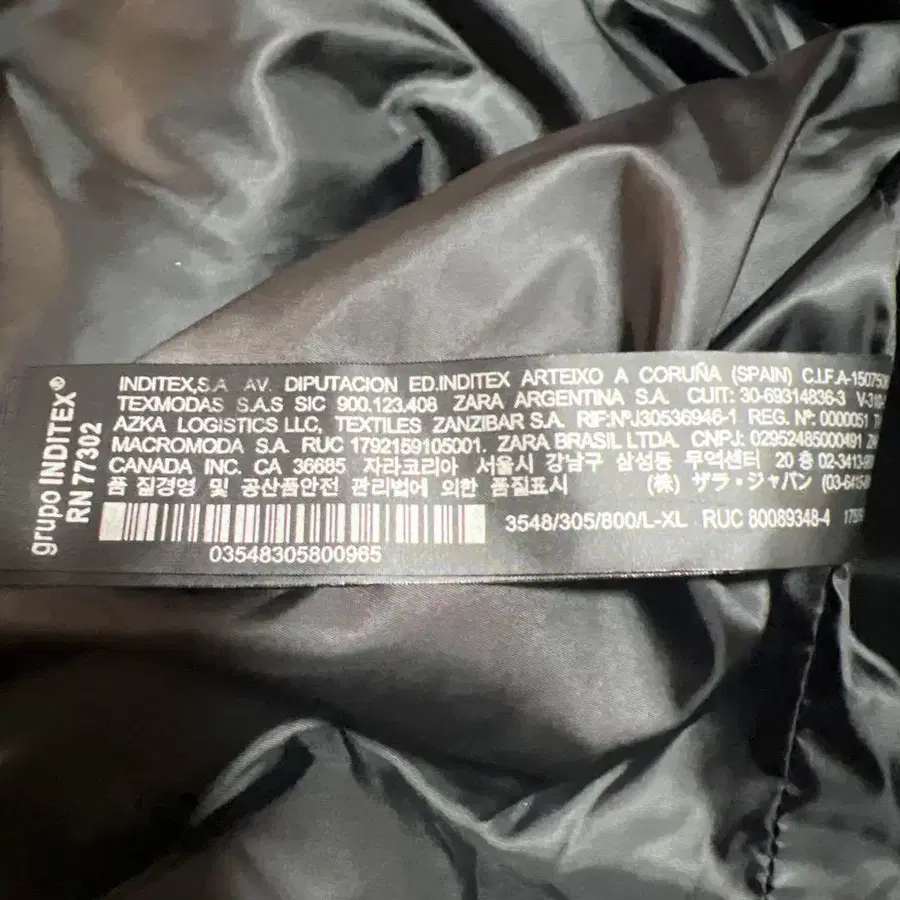 grupo INDITEX®
RN 77302
INDITEX,S.A AV. DIPUTACION ED.INDITEX ARTEIXO A CORUÑA (SPAIN)
TEXMODAS S.A.S SIC 900.123.408 ZARA ARGENTINA S.A. CUIT: 30-69314836-3
AZKA LOGISTICS LLC, TEXTILES ZANZIBAR S.A. RIF:NºJ30536946-1 REG. Nº 0000051
MACROMODA S.A. RUC 1792159105001. ZARA BRASIL LTDA. CNPJ: 02952485000491
CANADA INC. CA 36685 자라코리아 서울시 강남구 삼성동 무역센터 20 층
품 질경영 및 공산품안전 관리법에 의한 품질표시 (株) ザラ・ジャパン
03548305800965
3548/305/800/L-XL RUC 80089348-4